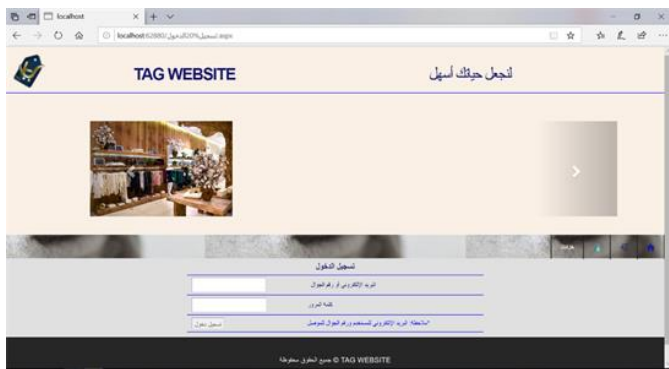 localhost
localhost:62880/تسجيل%20الدخول.aspx
TAG WEBSITE
لنجعل حياتك أسهل
تسجيل الدخول
البريد الإلكتروني أو رقم الجوال
كلمة المرور
*ملاحظة: البريد الإلكتروني للمستخدم ورقم الجوال للموصل
تسجيل دخول
جميع الحقوق محفوظة © TAG WEBSITE